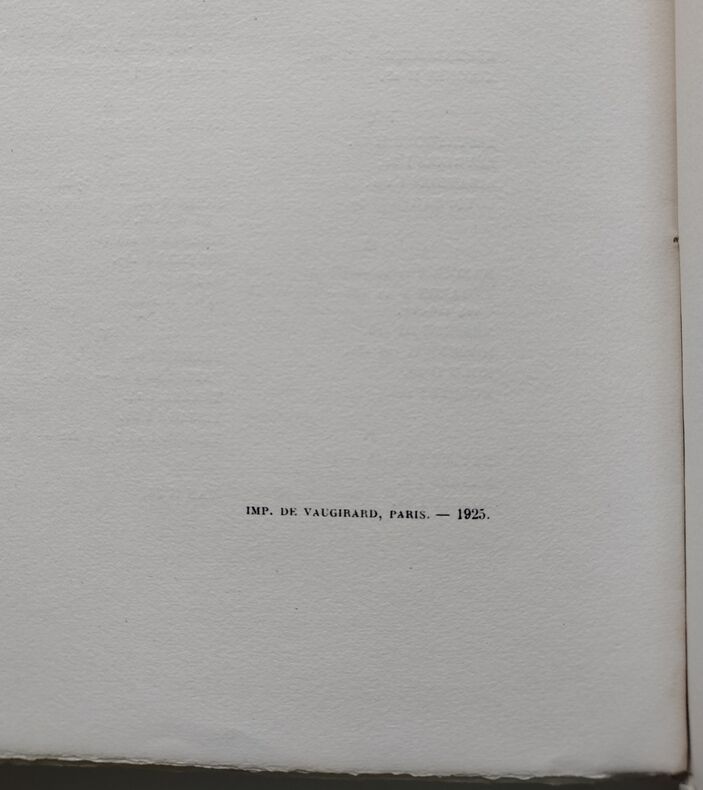 IMP. DE VAUGIRARD, PARIS. — 1925.